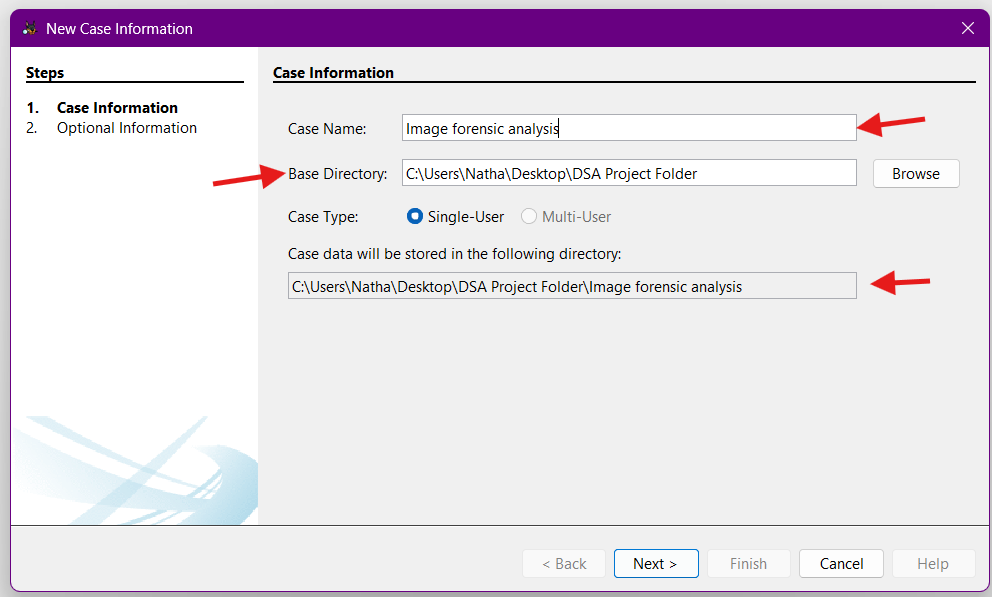 New Case Information
Steps
1. Case Information
2. Optional Information
Case Information
Case Name: Image forensic analysis
Base Directory: C:\Users\Natha\Desktop\DSA Project Folder Browse
Case Type: Single-User Multi-User
Case data will be stored in the following directory:
C:\Users\Natha\Desktop\DSA Project Folder\Image forensic analysis
< Back Next > Finish Cancel Help